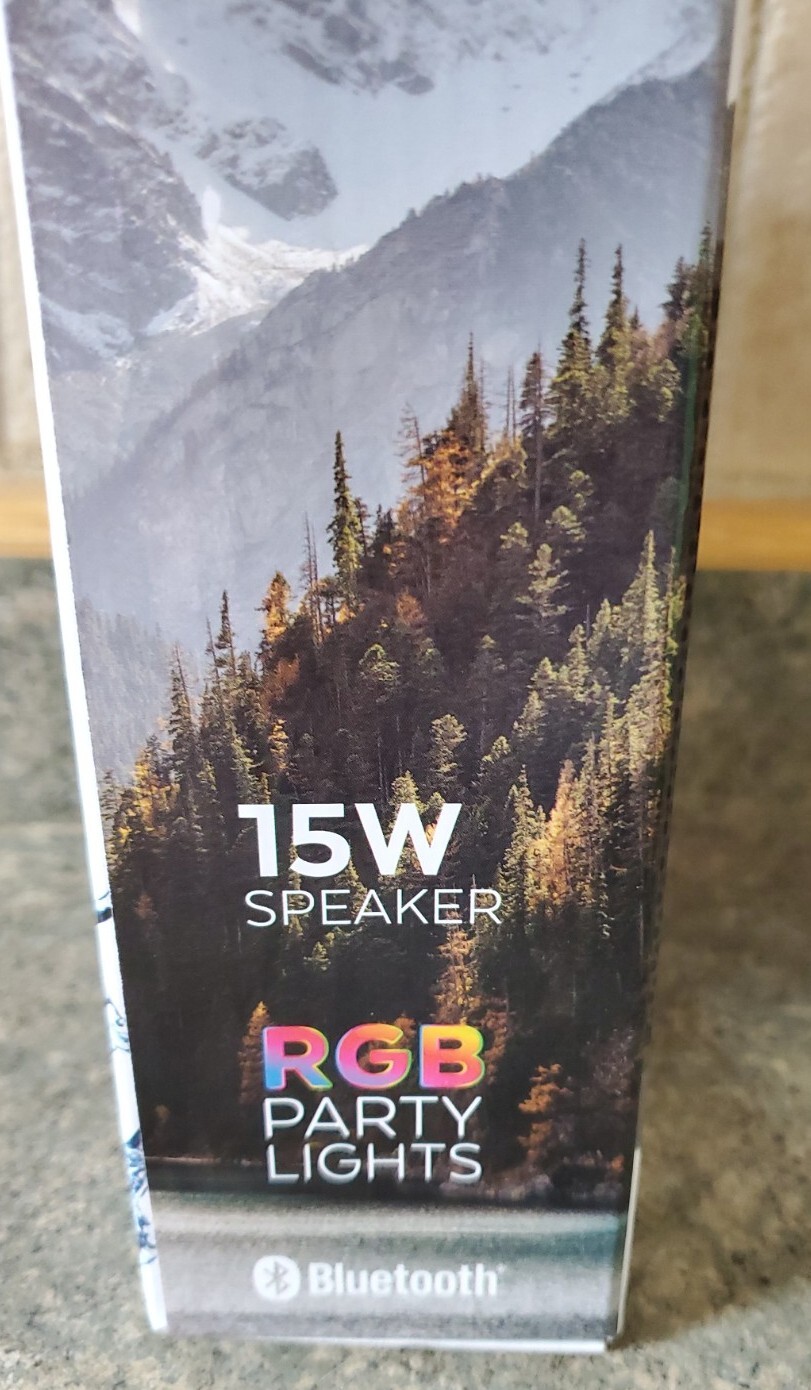 15W
SPEAKER
RGB
PARTY
LIGHTS
Bluetooth®